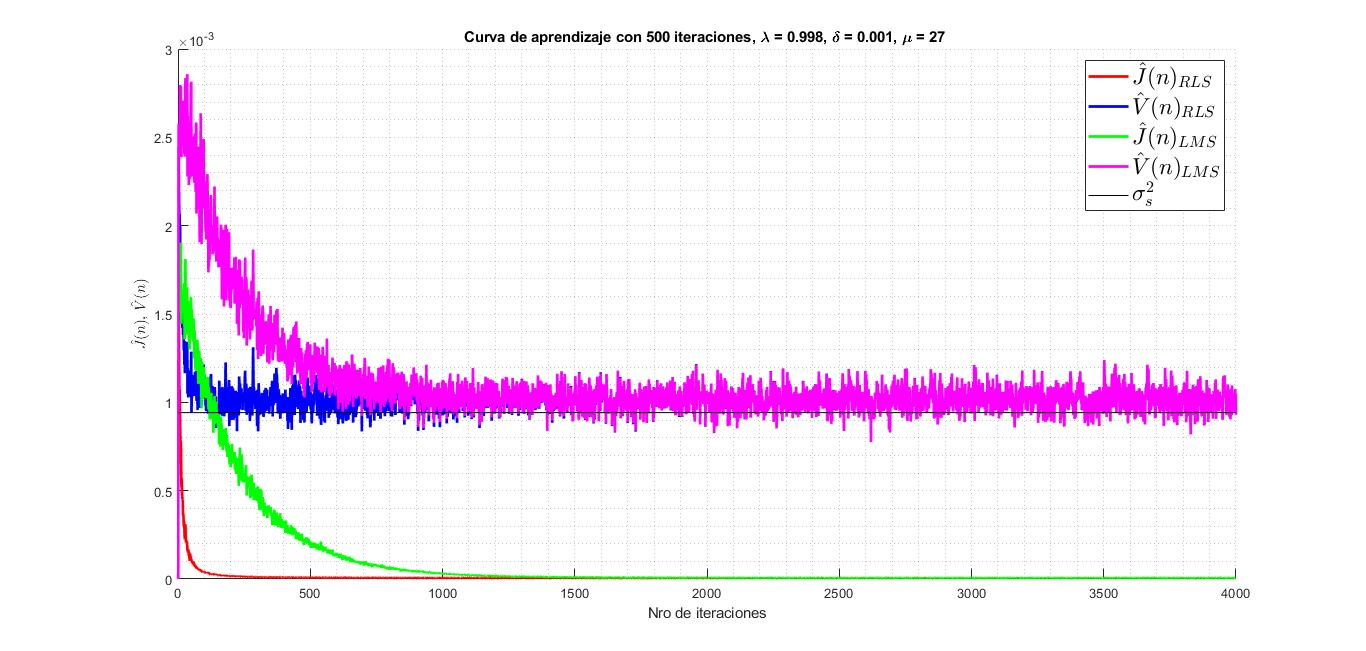 Curva de aprendizaje con 500 iteraciones, λ = 0.998, δ = 0.001, μ = 27
×10⁻³
3
2.5
2
1.5
1
0.5
0
Ĵ(n), V̂(n)
Ĵ(n)_RLS
V̂(n)_RLS
Ĵ(n)_LMS
V̂(n)_LMS
σ_s^2
0 500 1000 1500 2000 2500 3000 3500 4000
Nro de iteraciones